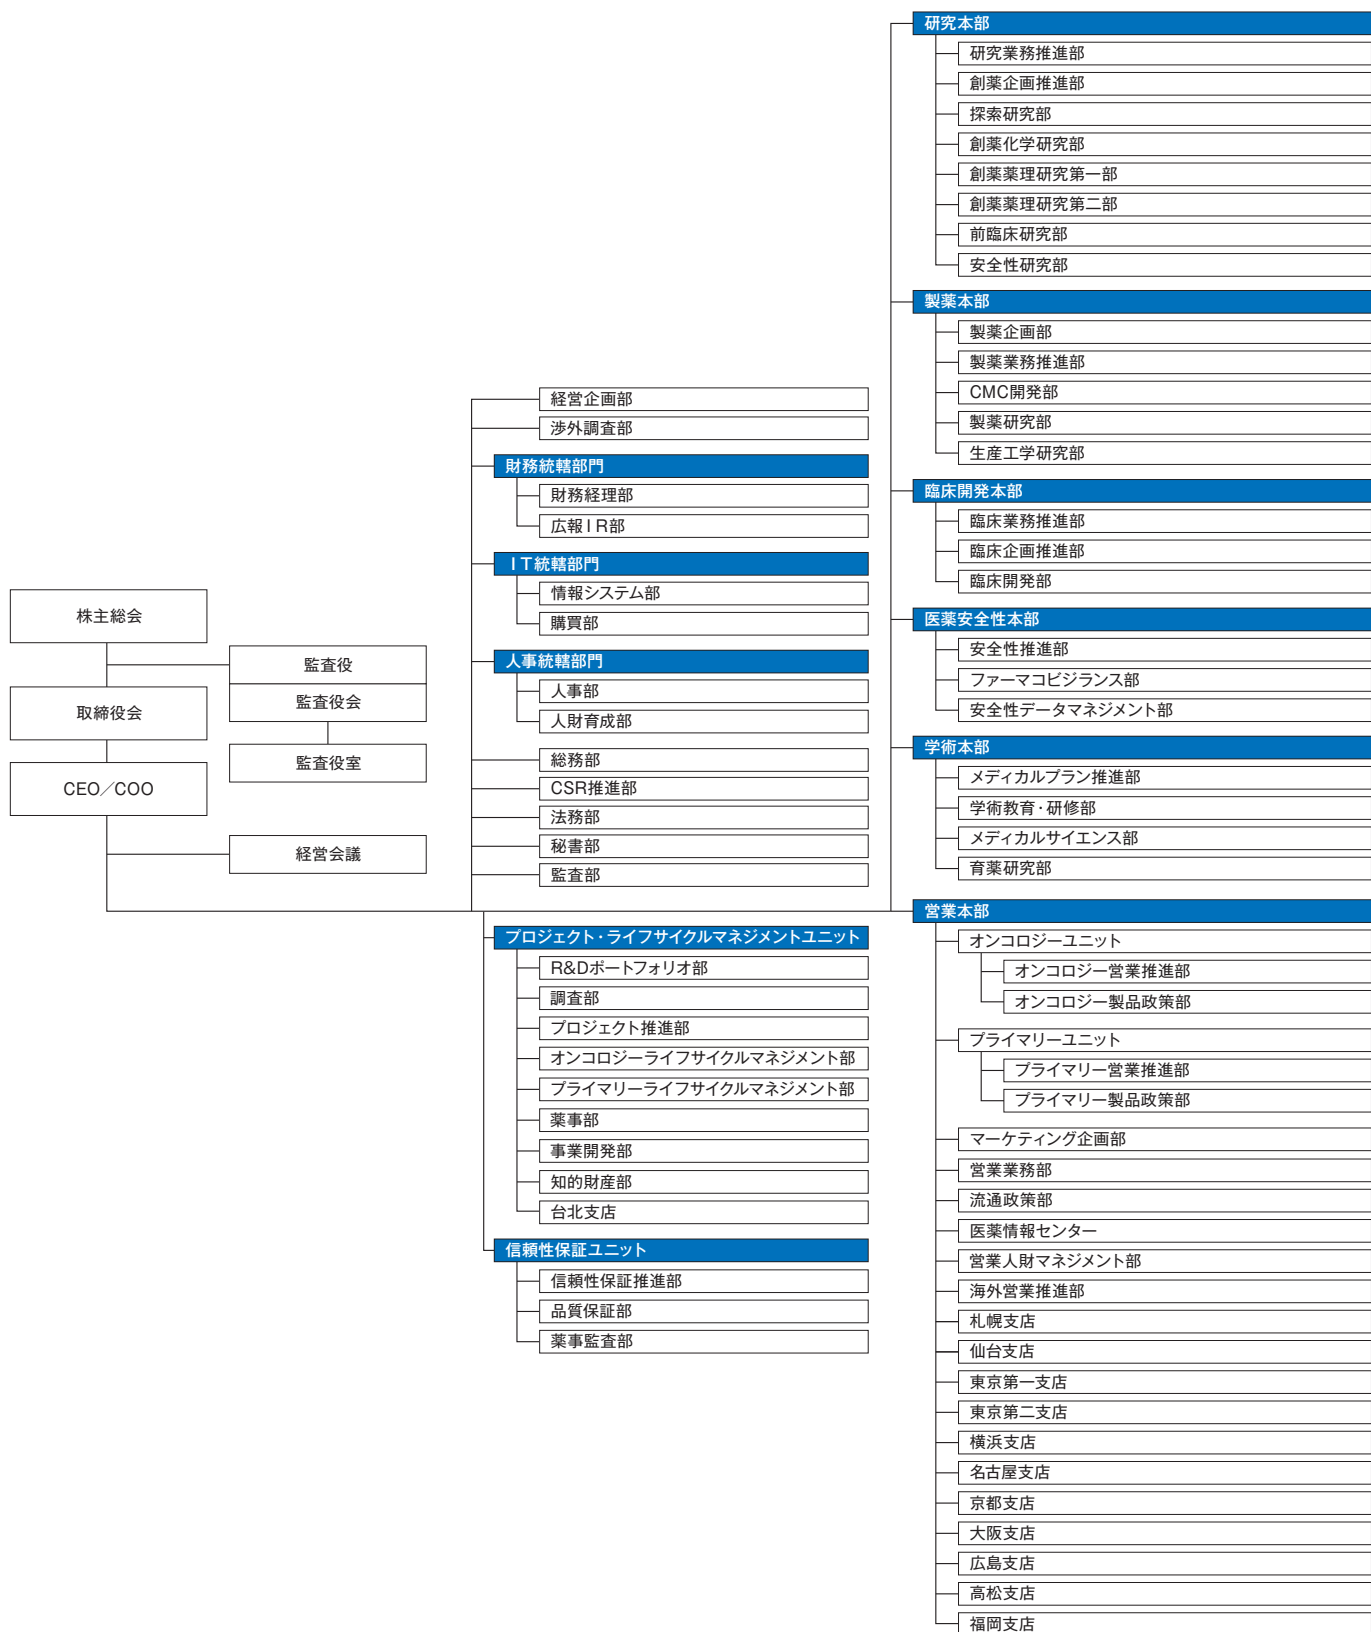 株主総会
監査役
監査役会
取締役会
監査役室
CEO／COO
経営会議
経営企画部
渉外調査部
財務統轄部門
財務経理部
広報IR部
IT統轄部門
情報システム部
購買部
人事統轄部門
人事部
人財育成部
総務部
CSR推進部
法務部
秘書部
監査部
プロジェクト・ライフサイクルマネジメントユニット
R&Dポートフォリオ部
調査部
プロジェクト推進部
オンコロジーライフサイクルマネジメント部
プライマリーライフサイクルマネジメント部
薬事部
事業開発部
知的財産部
台北支店
信頼性保証ユニット
信頼性保証推進部
品質保証部
薬事監査部
研究本部
研究業務推進部
創薬企画推進部
探索研究部
創薬化学研究部
創薬薬理研究第一部
創薬薬理研究第二部
前臨床研究部
安全性研究部
製薬本部
製薬企画部
製薬業務推進部
CMC開発部
製薬研究部
生産工学研究部
臨床開発本部
臨床業務推進部
臨床企画推進部
臨床開発部
医薬安全性本部
安全性推進部
ファーマコビジランス部
安全性データマネジメント部
学術本部
メディカルプラン推進部
学術教育・研修部
メディカルサイエンス部
育薬研究部
営業本部
オンコロジーユニット
オンコロジー営業推進部
オンコロジー製品政策部
プライマリーユニット
プライマリー営業推進部
プライマリー製品政策部
マーケティング企画部
営業業務部
流通政策部
医薬情報センター
営業人財マネジメント部
海外営業推進部
札幌支店
仙台支店
東京第一支店
東京第二支店
横浜支店
名古屋支店
京都支店
大阪支店
広島支店
高松支店
福岡支店